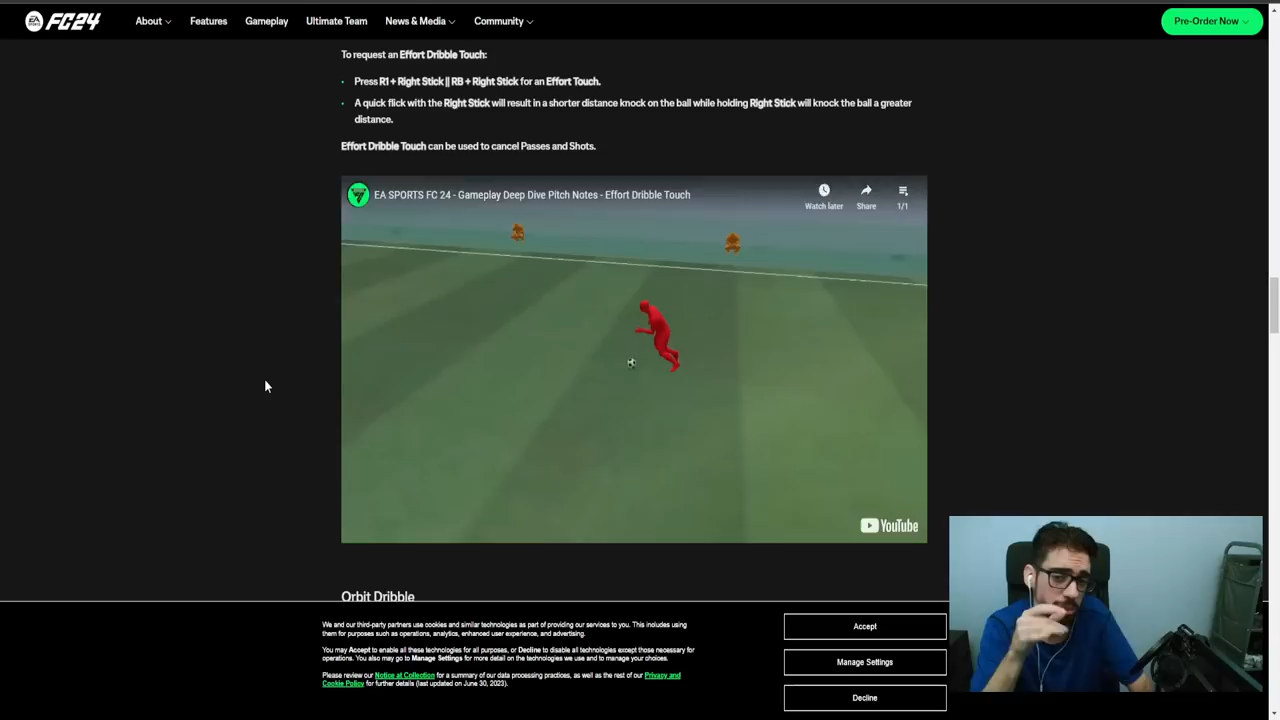 EA SPORTS FC24
About
Features
Gameplay
Ultimate Team
News & Media
Community
Pre-Order Now
To request an Effort Dribble Touch:
• Press R1 + Right Stick || RB + Right Stick for an Effort Touch.
• A quick flick with the Right Stick will result in a shorter distance knock on the ball while holding Right Stick will knock the ball a greater
distance.
Effort Dribble Touch can be used to cancel Passes and Shots.
EA SPORTS FC 24 - Gameplay Deep Dive Pitch Notes - Effort Dribble Touch
Watch later
Share
1/1
YouTube
Orbit Dribble
We and our third-party partners use cookies and similar technologies as part of providing our services to you. This includes using
them for purposes such as operations, analytics, enhanced user experience, and advertising.
You may Accept to enable all these technologies for all purposes, or Decline to disable all technologies except those necessary for
operations. You also may go to Manage Settings for more detail on the technologies we use and to manage your choices.
Please review our Notice at Collection for a summary of our data processing practices, as well as the rest of our Privacy and
Cookie Policy for further details (last updated on June 30, 2023).
Accept
Manage Settings
Decline